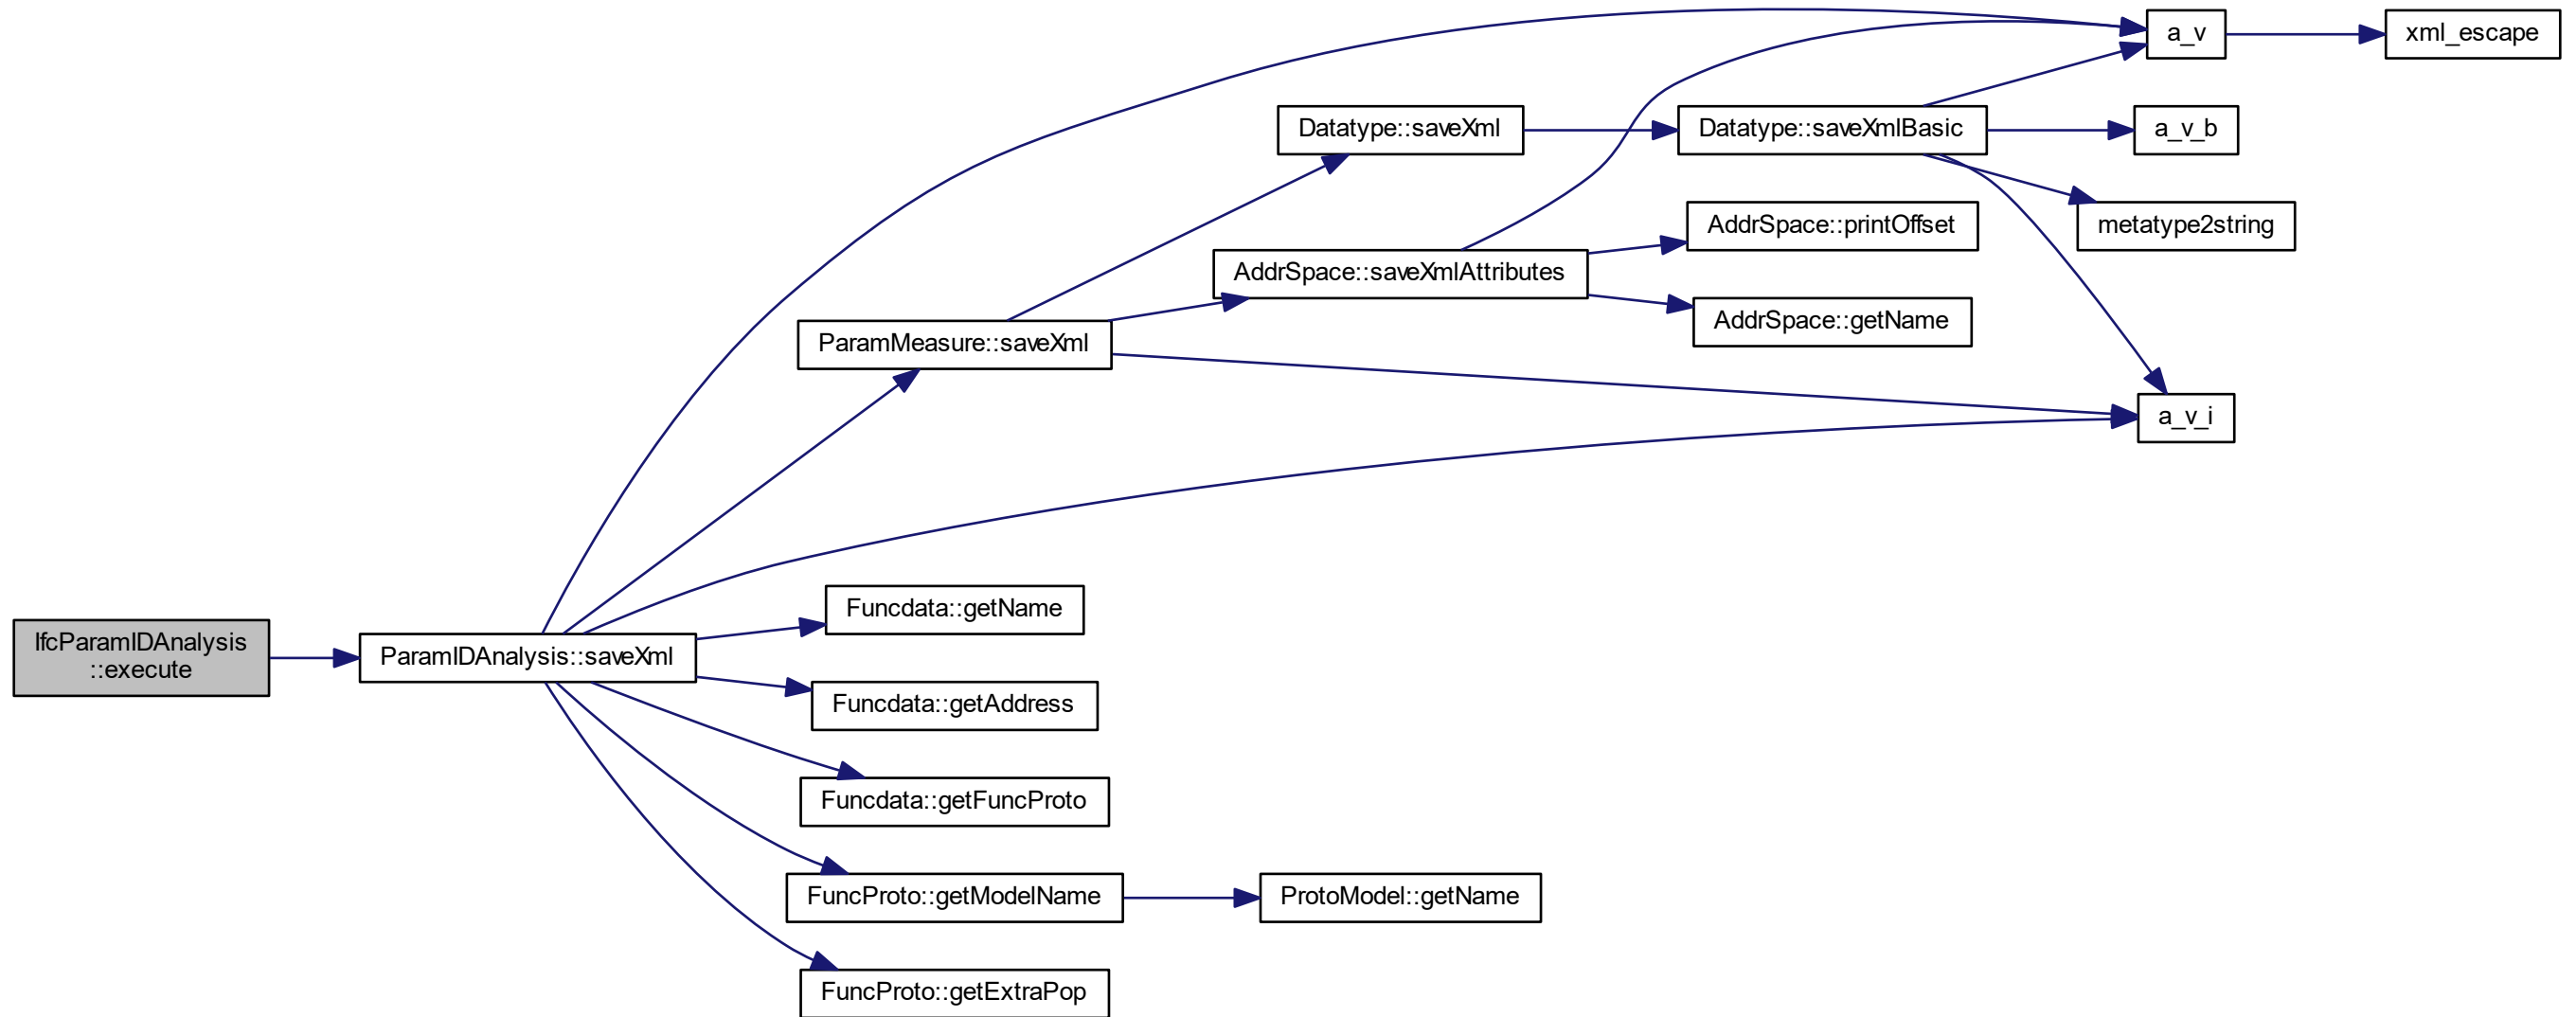 a_v
xml_escape
Datatype::saveXml
Datatype::saveXmlBasic
a_v_b
AddrSpace::printOffset
metatype2string
AddrSpace::saveXmlAttributes
AddrSpace::getName
ParamMeasure::saveXml
a_v_i
Funcdata::getName
IfcParamIDAnalysis
::execute
ParamIDAnalysis::saveXml
Funcdata::getAddress
Funcdata::getFuncProto
FuncProto::getModelName
ProtoModel::getName
FuncProto::getExtraPop